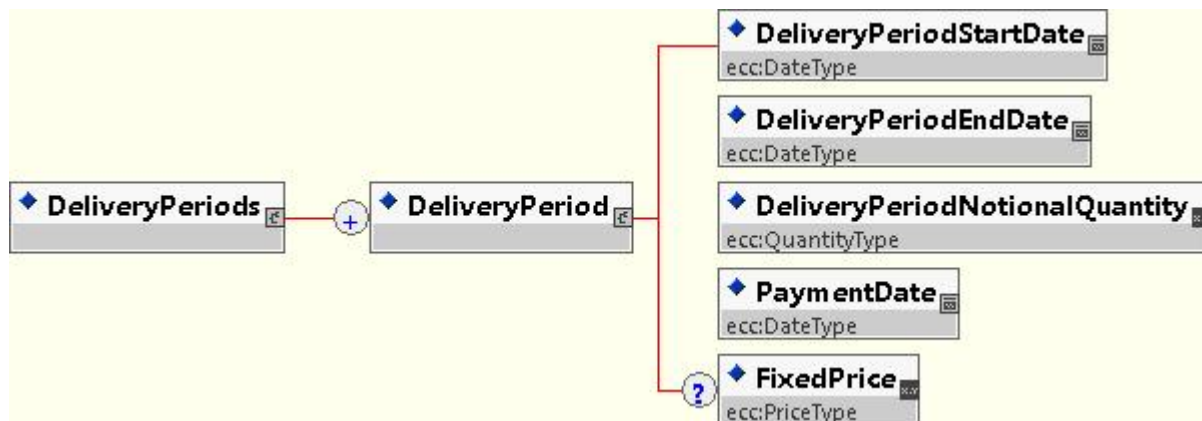 DeliveryPeriodStartDate
ecc:DateType
DeliveryPeriodEndDate
ecc:DateType
DeliveryPeriods
+
DeliveryPeriod
DeliveryPeriodNotionalQuantity
ecc:QuantityType
PaymentDate
ecc:DateType
?
FixedPrice
ecc:PriceType